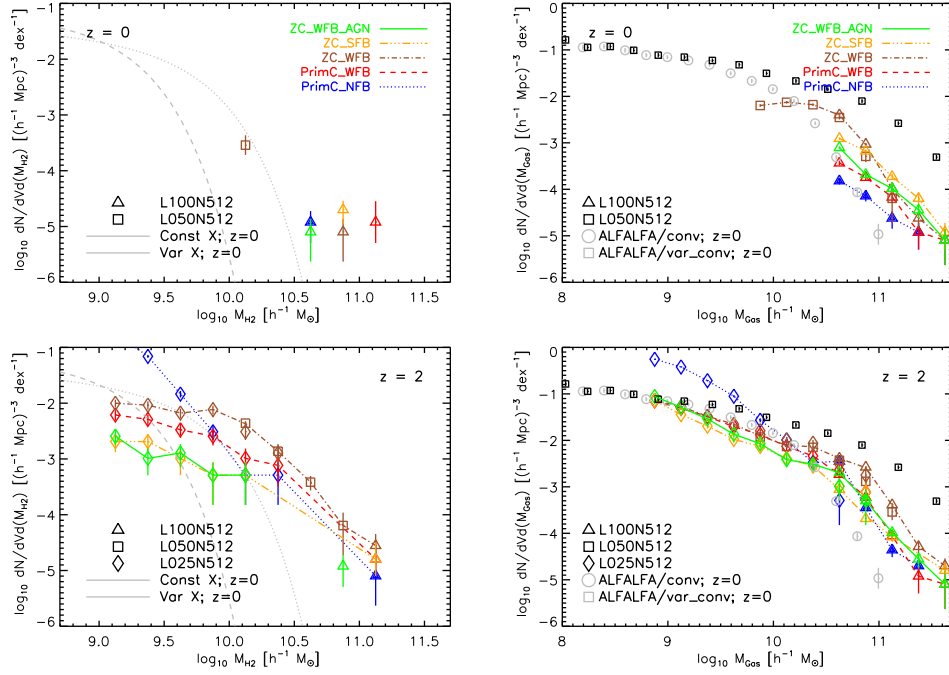 z = 0
ZC_WFB_AGN
ZC_SFB
ZC_WFB
PrimC_WFB
PrimC_NFB
L100N512
L050N512
Const X; z=0
Var X; z=0
-1
-2
-3
-4
-5
-6
9.0 9.5 10.0 10.5 11.0 11.5
log10 MH2 [h^-1 M⊙]
log10 dN/dVd(MH2) [(h^-1 Mpc)^-3 dex^-1]
z = 0
ZC_WFB_AGN
ZC_SFB
ZC_WFB
PrimC_WFB
PrimC_NFB
L100N512
L050N512
ALFALFA/conv; z=0
ALFALFA/var_conv; z=0
0
-1
-2
-3
-4
-5
-6
8 9 10 11
log10 MGas [h^-1 M⊙]
log10 dN/dVd(MGas) [(h^-1 Mpc)^-3 dex^-1]
z = 2
L100N512
L050N512
L025N512
Const X; z=0
Var X; z=0
-1
-2
-3
-4
-5
-6
9.0 9.5 10.0 10.5 11.0 11.5
log10 MH2 [h^-1 M⊙]
log10 dN/dVd(MH2) [(h^-1 Mpc)^-3 dex^-1]
z = 2
L100N512
L050N512
L025N512
ALFALFA/conv; z=0
ALFALFA/var_conv; z=0
0
-1
-2
-3
-4
-5
-6
8 9 10 11
log10 MGas [h^-1 M⊙]
log10 dN/dVd(MGas) [(h^-1 Mpc)^-3 dex^-1]